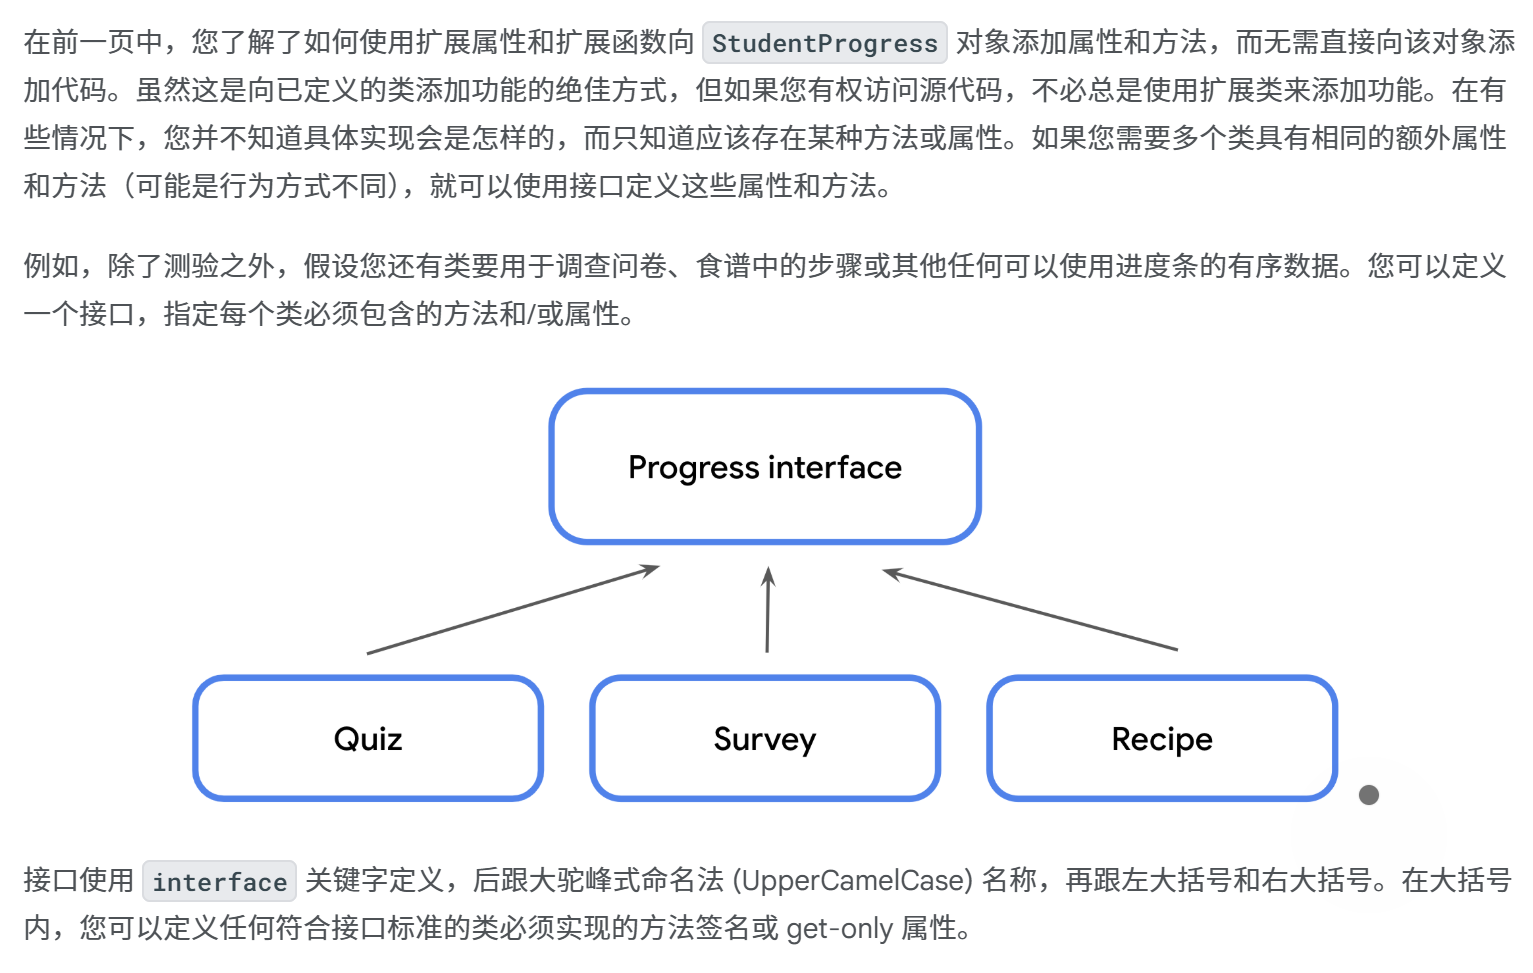 在前一页中，您了解了如何使用扩展属性和扩展函数向 StudentProgress 对象添加属性和方法，而无需直接向该对象添
加代码。虽然这是向已定义的类添加功能的绝佳方式，但如果您有权访问源代码，不必总是使用扩展类来添加功能。在有
些情况下，您并不知道具体实现会是怎样的，而只知道应该存在某种方法或属性。如果您需要多个类具有相同的额外属性
和方法（可能是行为方式不同），就可以使用接口定义这些属性和方法。
例如，除了测验之外，假设您还有类要用于调查问卷、食谱中的步骤或其他任何可以使用进度条的有序数据。您可以定义
一个接口，指定每个类必须包含的方法和/或属性。
Progress interface
Quiz
Survey
Recipe
接口使用 interface 关键字定义，后跟大驼峰式命名法 (UpperCamelCase) 名称，再跟左大括号和右大括号。在大括号
内，您可以定义任何符合接口标准的类必须实现的方法签名或 get-only 属性。